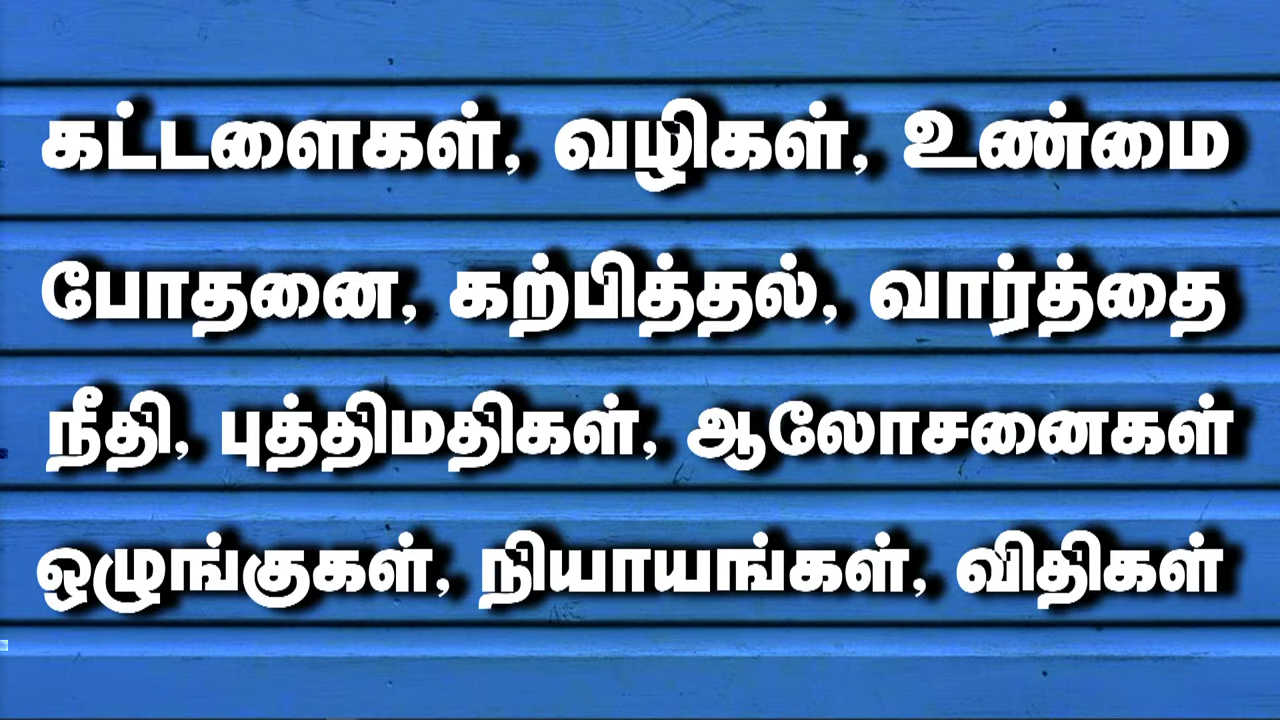 கட்டளைகள், வழிகள், உண்மை
போதனை, கற்பித்தல், வார்த்தை
நீதி, புத்திமதிகள், ஆலோசனைகள்
ஒழுங்குகள், நியாயங்கள், விதிகள்